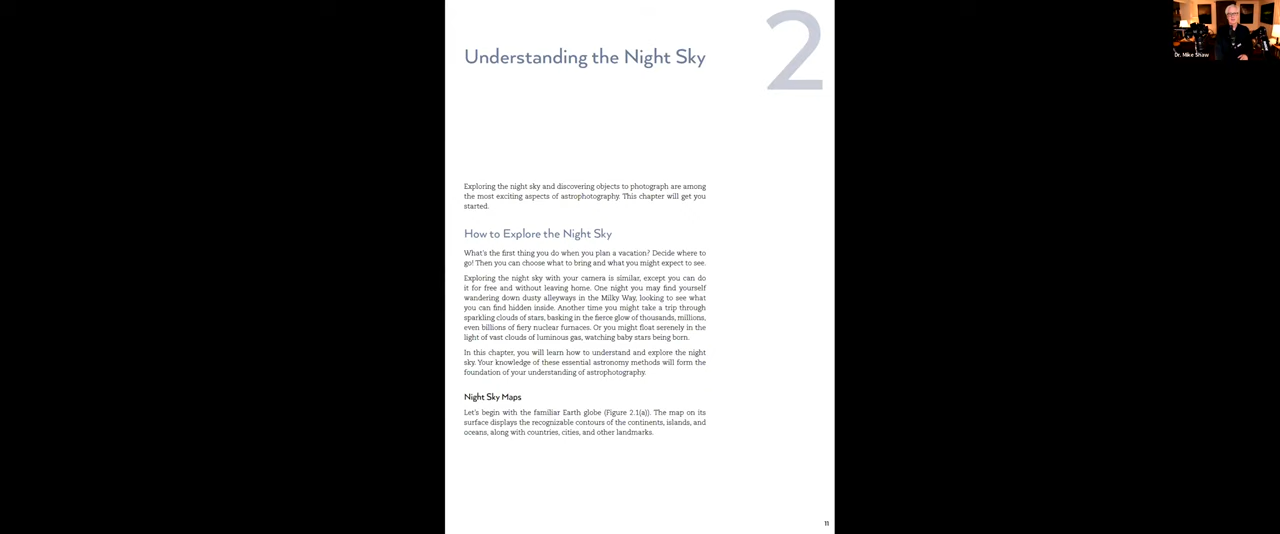 Understanding the Night Sky
2
Dr. Mike Shaw
Exploring the night sky and discovering objects to photograph are among
the most exciting aspects of astrophotography. This chapter will get you
started.
How to Explore the Night Sky
What's the first thing you do when you plan a vacation? Decide where to
go! Then you can choose what to bring and what you might expect to see.
Exploring the night sky with your camera is similar, except you can do
it for free and without leaving home. One night you may find yourself
wandering down dusty alleyways in the Milky Way, looking to see what
you can find hidden inside. Another time you might take a trip through
sparkling clouds of stars, basking in the fierce glow of thousands, millions,
even billions of fiery nuclear furnaces. Or you might float serenely in the
light of vast clouds of luminous gas, watching baby stars being born.
In this chapter, you will learn how to understand and explore the night
sky. Your knowledge of these essential astronomy methods will form the
foundation of your understanding of astrophotography.
Night Sky Maps
Let's begin with the familiar Earth globe (Figure 2.1(a)). The map on its
surface displays the recognizable contours of the continents, islands, and
oceans, along with countries, cities, and other landmarks.
11